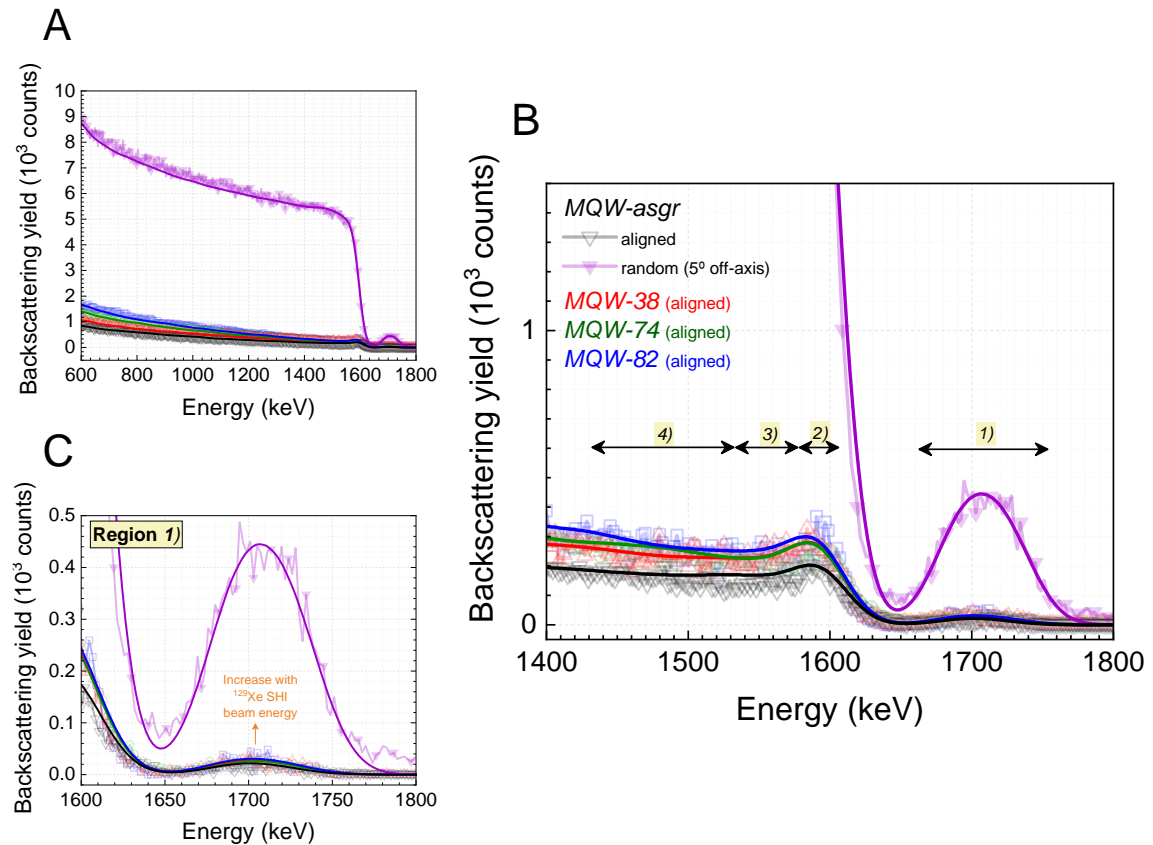 A
Backscattering yield (10³ counts)
10
9
8
7
6
5
4
3
2
1
0
600 800 1000 1200 1400 1600 1800
Energy (keV)
B
Backscattering yield (10³ counts)
1
0
MQW-asgr
aligned
random (5º off-axis)
MQW-38 (aligned)
MQW-74 (aligned)
MQW-82 (aligned)
4) 3) 2) 1)
1400 1500 1600 1700 1800
Energy (keV)
C
Backscattering yield (10³ counts)
0.5
0.4
0.3
0.2
0.1
0.0
Region 1)
Increase with
¹²⁹Xe SHI
beam energy
1600 1650 1700 1750 1800
Energy (keV)